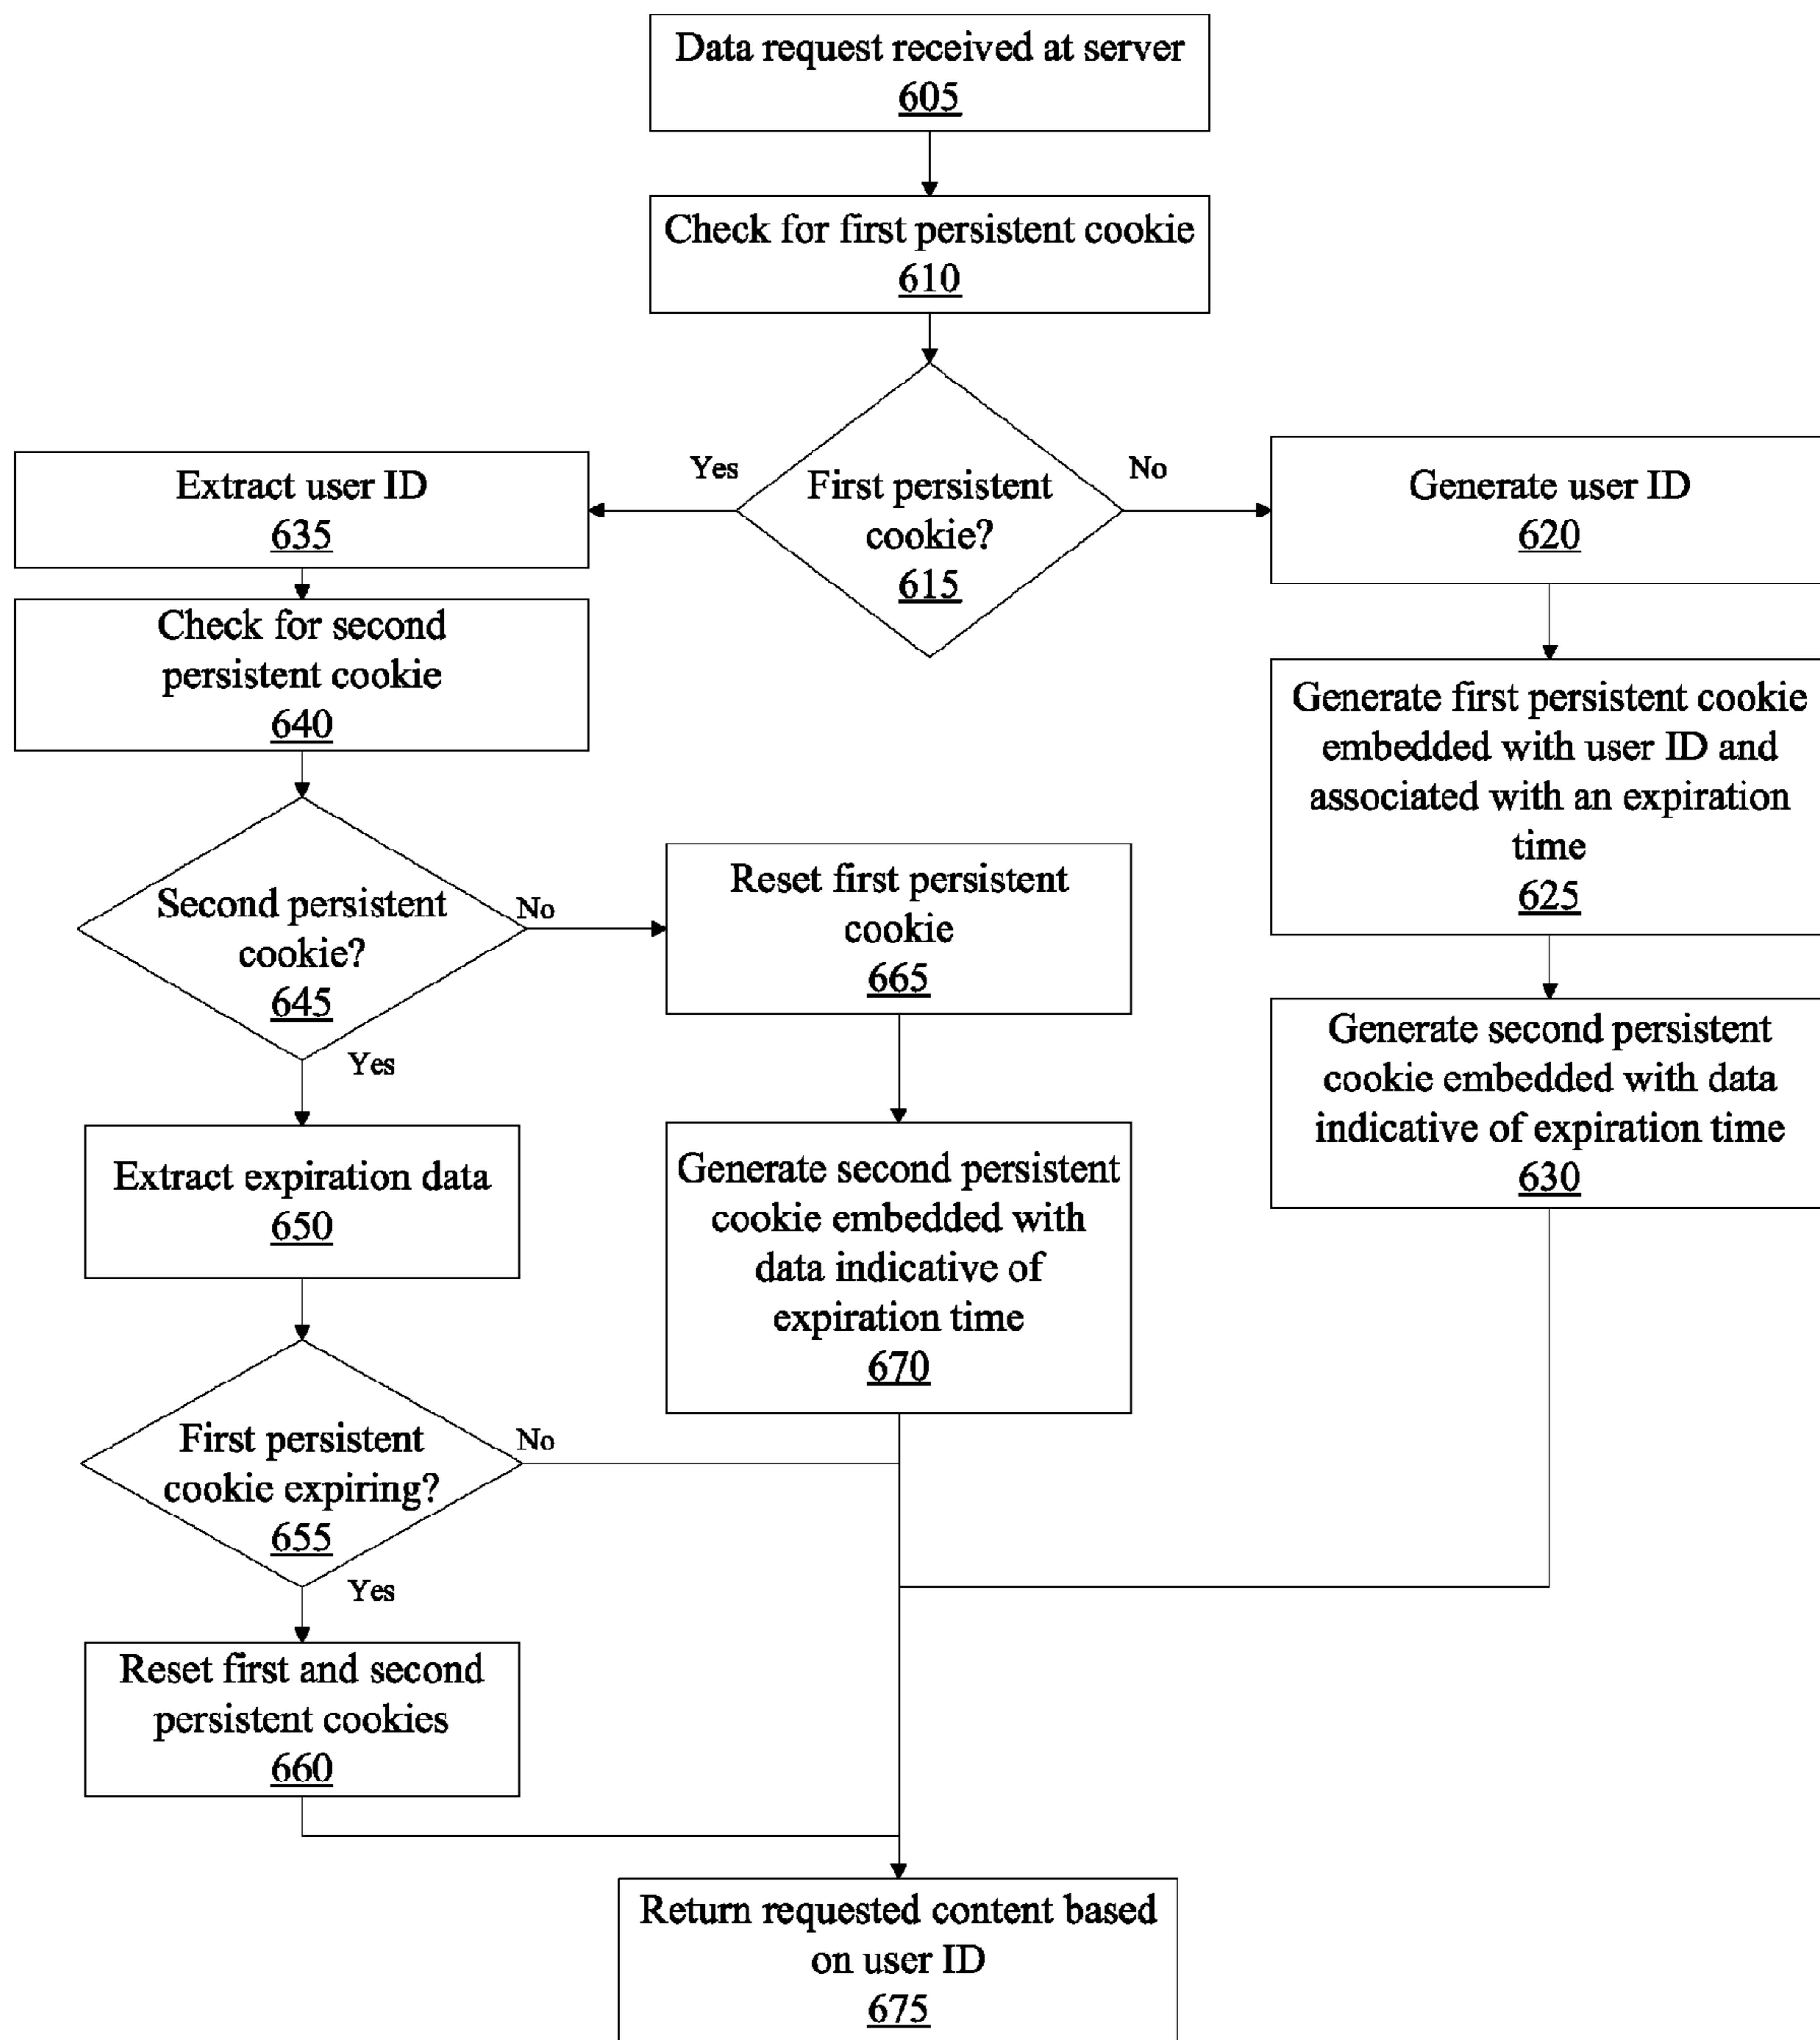 Data request received at server
605
Check for first persistent cookie
610
First persistent
cookie?
615
Yes
No
Extract user ID
635
Generate user ID
620
Check for second
persistent cookie
640
Generate first persistent cookie
embedded with user ID and
associated with an expiration
time
625
Second persistent
cookie?
645
No
Yes
Reset first persistent
cookie
665
Generate second persistent
cookie embedded with data
indicative of expiration time
630
Extract expiration data
650
Generate second persistent
cookie embedded with
data indicative of
expiration time
670
First persistent
cookie expiring?
655
No
Yes
Reset first and second
persistent cookies
660
Return requested content based
on user ID
675